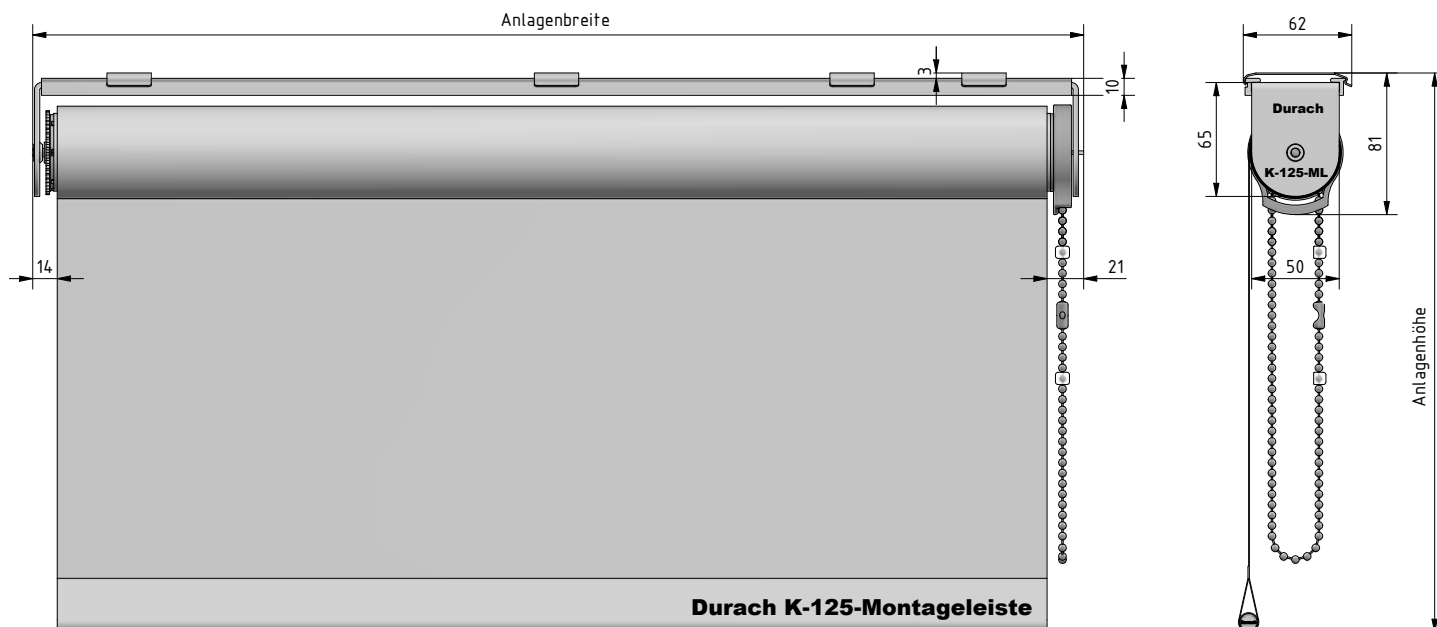 Anlagenbreite
3
10
14
21
Durach K-125-Montageleiste
62
Durach
K-125-ML
65
81
50
Anlagenhöhe